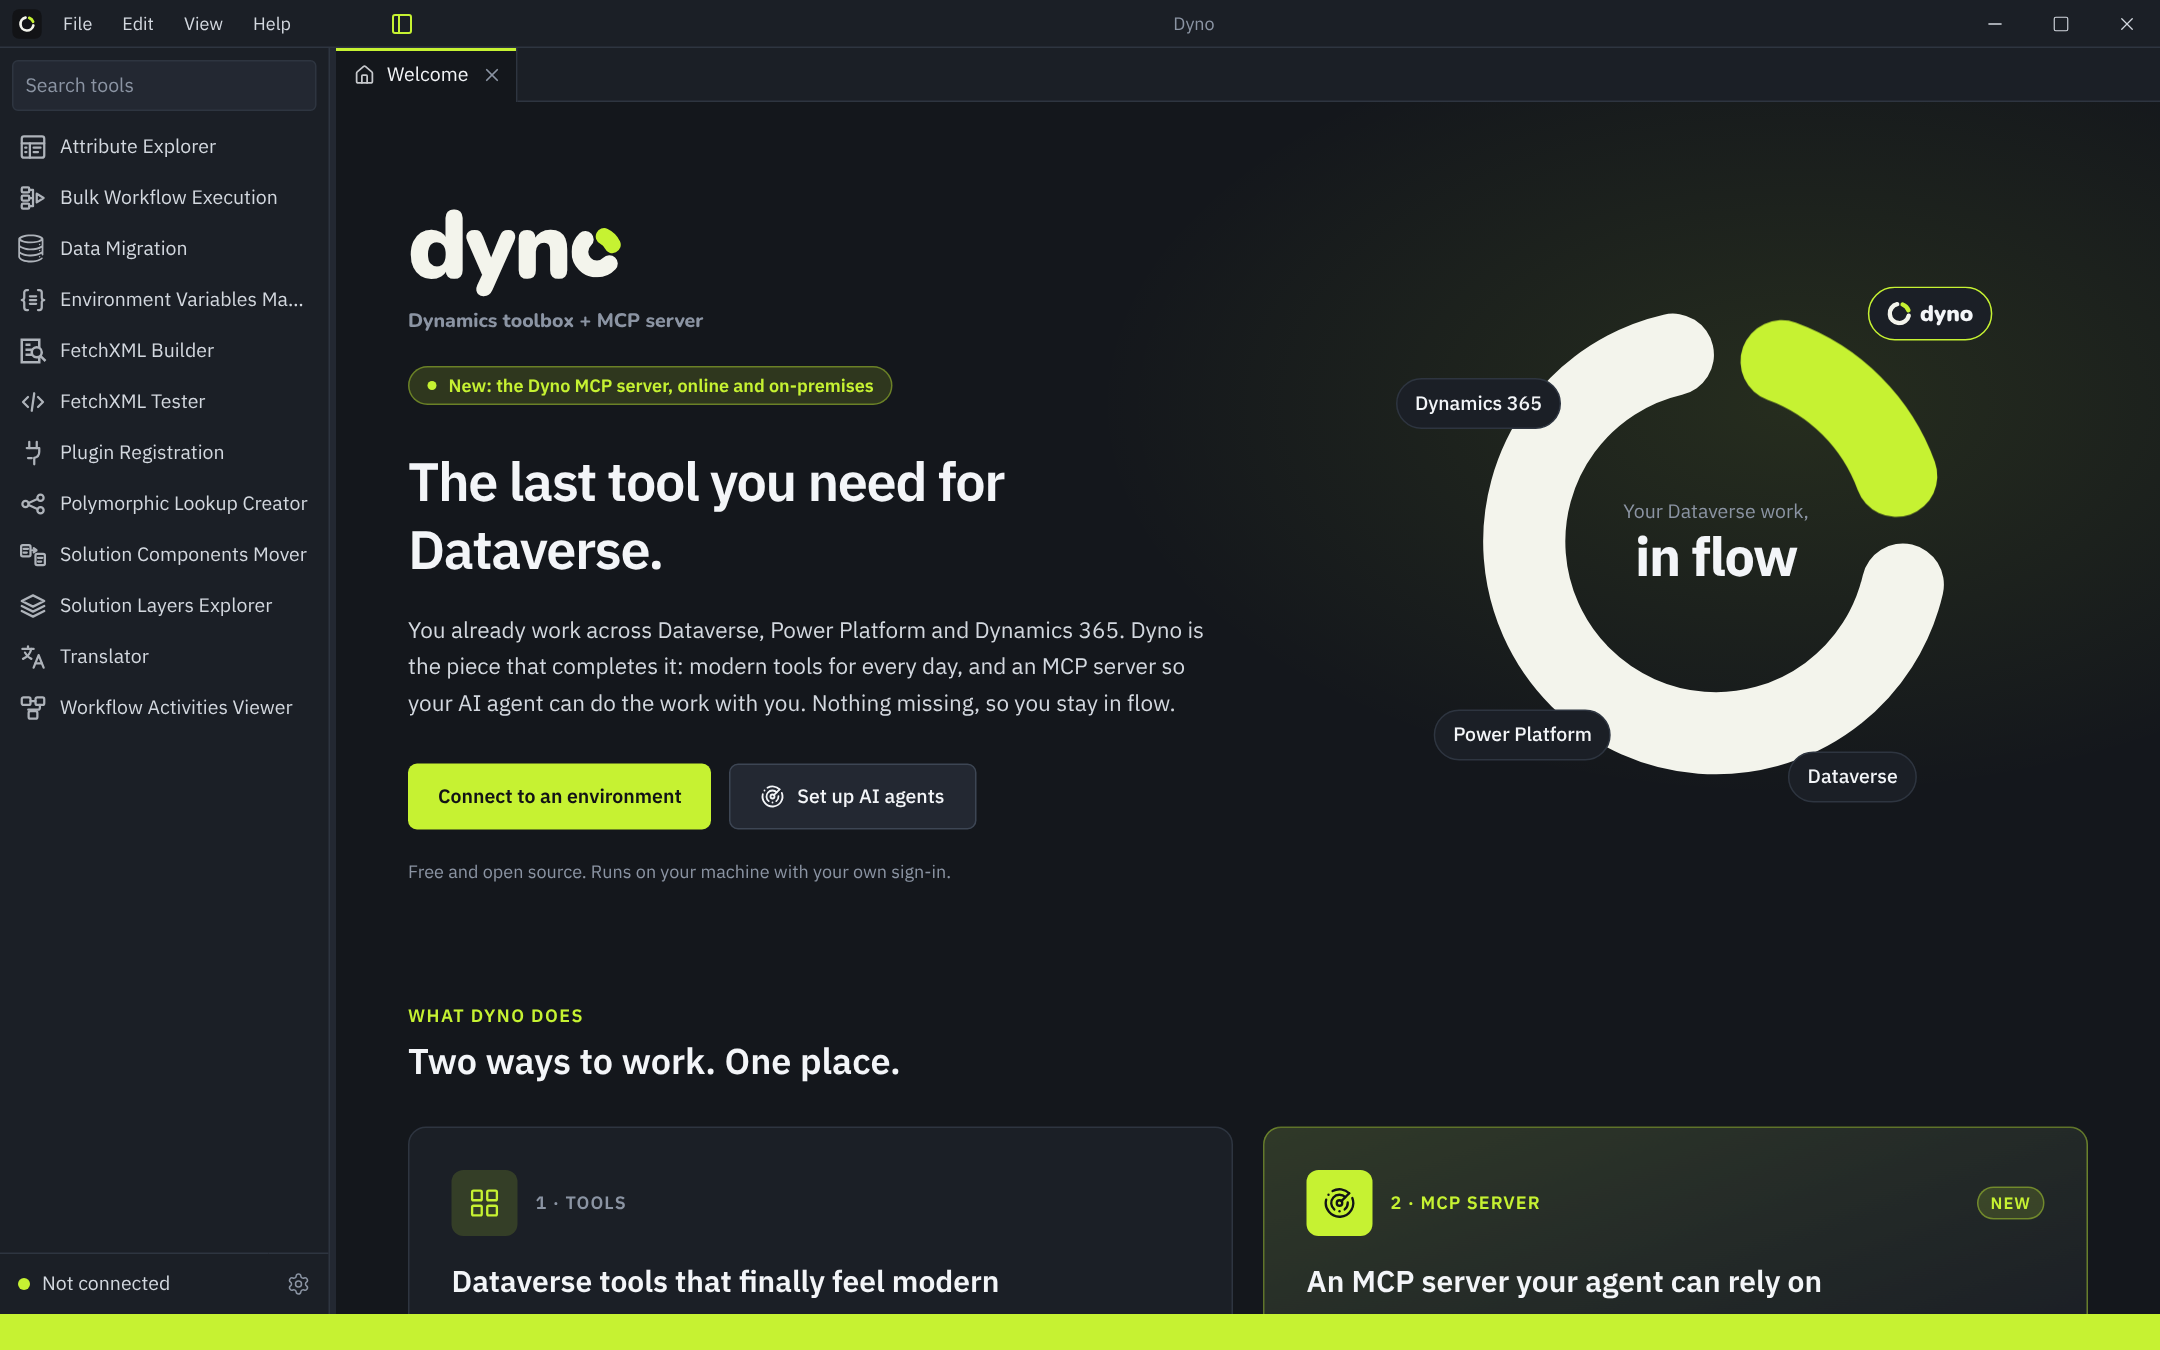 File Edit View Help
Dyno
Search tools
Attribute Explorer
Bulk Workflow Execution
Data Migration
Environment Variables Ma...
FetchXML Builder
FetchXML Tester
Plugin Registration
Polymorphic Lookup Creator
Solution Components Mover
Solution Layers Explorer
Translator
Workflow Activities Viewer
Not connected
Welcome
dyno
Dynamics toolbox + MCP server
New: the Dyno MCP server, online and on-premises
The last tool you need for
Dataverse.
You already work across Dataverse, Power Platform and Dynamics 365. Dyno is
the piece that completes it: modern tools for every day, and an MCP server so
your AI agent can do the work with you. Nothing missing, so you stay in flow.
Connect to an environment
Set up AI agents
Free and open source. Runs on your machine with your own sign-in.
dyno
Dynamics 365
Your Dataverse work,
in flow
Power Platform
Dataverse
WHAT DYNO DOES
Two ways to work. One place.
1 · TOOLS
Dataverse tools that finally feel modern
2 · MCP SERVER
NEW
An MCP server your agent can rely on